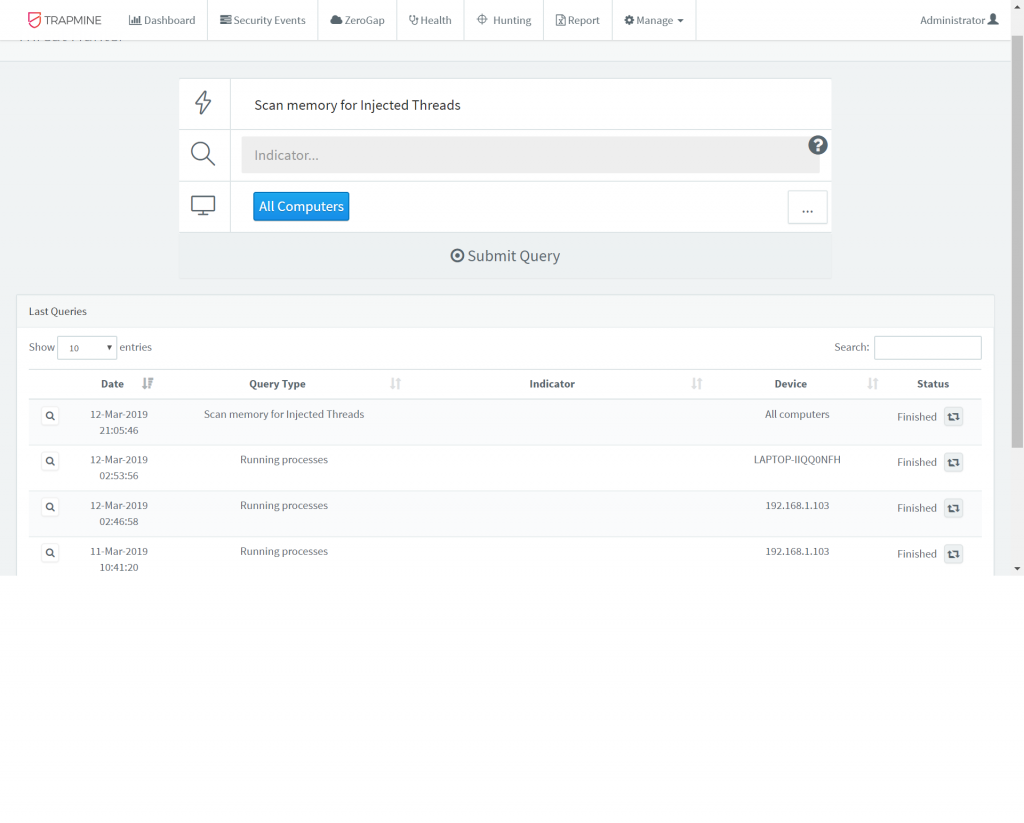 TRAPMINE Dashboard Security Events ZeroGap Health Hunting Report Manage Administrator
Scan memory for Injected Threads
Indicator...
?
All Computers ...
Submit Query
Last Queries
Show 10 entries Search:
Date Query Type Indicator Device Status
12-Mar-2019 Scan memory for Injected Threads All computers Finished
21:05:46
12-Mar-2019 Running processes LAPTOP-IIQQ0NFH Finished
02:53:56
12-Mar-2019 Running processes 192.168.1.103 Finished
02:46:58
11-Mar-2019 Running processes 192.168.1.103 Finished
10:41:20